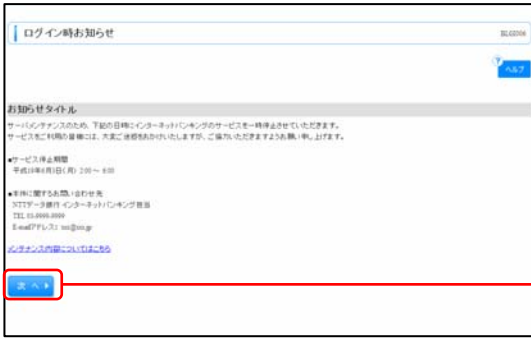 ログイン時お知らせ
BLGI006
ヘルプ
お知らせタイトル
サーバメンテナンスのため、下記の日時にインターネットバンキングのサービスを一時停止させていただきます。
サービスをご利用の皆様には、大変ご迷惑をおかけいたしますが、ご協力いただきますようお願い申し上げます。
●サービス停止期間
平成19年6月3日(月) 2:00 ～ 6:00
●本件に関するお問い合わせ先
NTTデータ銀行 インターネットバンキング担当
TEL 03-9999-9999
E-mailアドレス:
メンテナンス内容についてはこちら
次へ